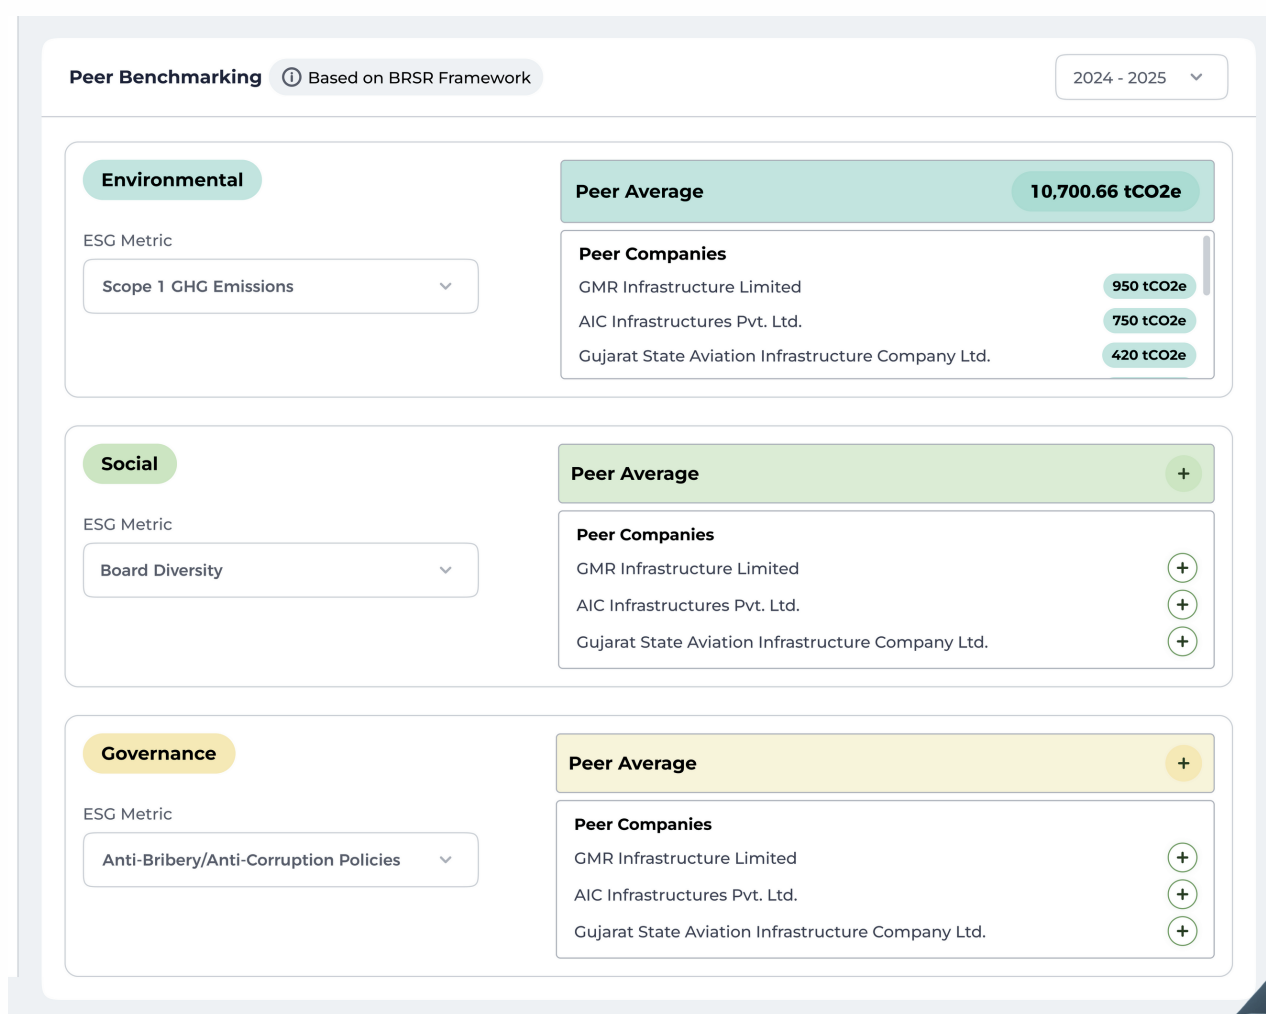 Peer Benchmarking
Based on BRSR Framework
2024 - 2025
Environmental
ESG Metric
Scope 1 GHG Emissions
Peer Average
10,700.66 tCO2e
Peer Companies
GMR Infrastructure Limited
950 tCO2e
AIC Infrastructures Pvt. Ltd.
750 tCO2e
Gujarat State Aviation Infrastructure Company Ltd.
420 tCO2e
Social
ESG Metric
Board Diversity
Peer Average
+
Peer Companies
GMR Infrastructure Limited
+
AIC Infrastructures Pvt. Ltd.
+
Gujarat State Aviation Infrastructure Company Ltd.
+
Governance
ESG Metric
Anti-Bribery/Anti-Corruption Policies
Peer Average
+
Peer Companies
GMR Infrastructure Limited
+
AIC Infrastructures Pvt. Ltd.
+
Gujarat State Aviation Infrastructure Company Ltd.
+